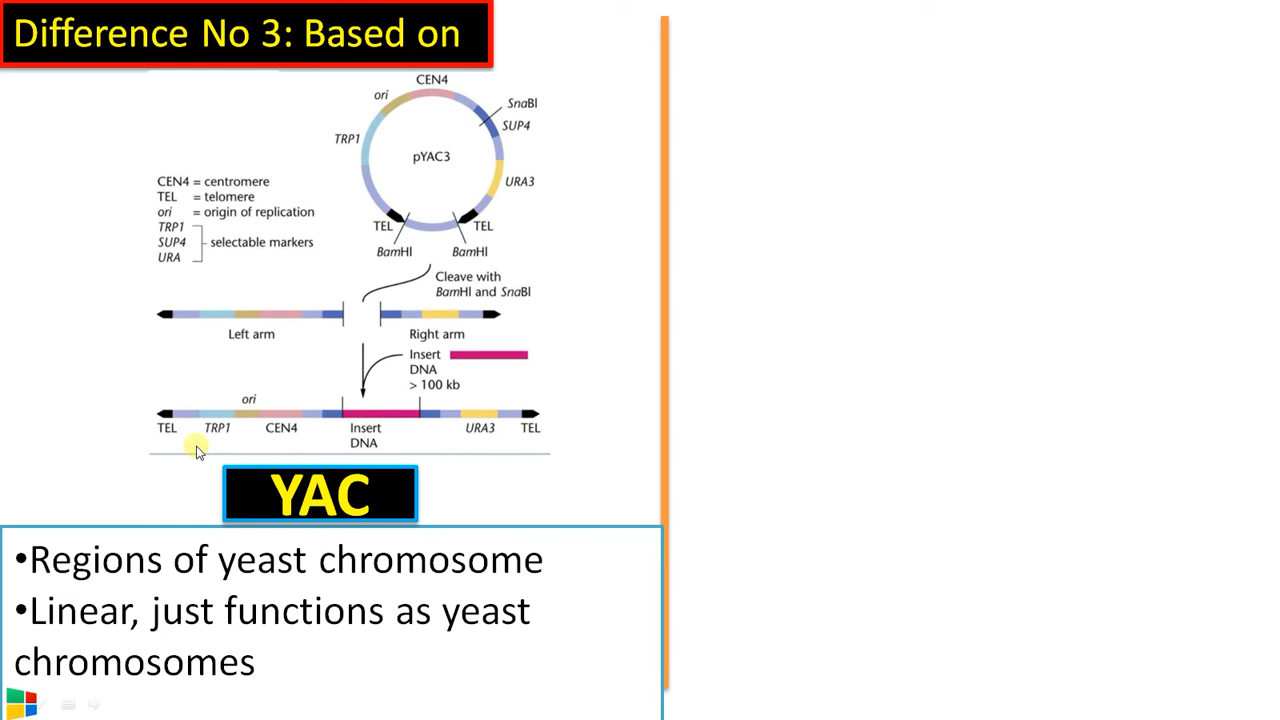 Difference No 3: Based on
CEN4
ori
SnaBI
SUP4
TRP1
pYAC3
URA3
CEN4 = centromere
TEL = telomere
ori = origin of replication
TRP1
SUP4 selectable markers
URA
TEL
TEL
BamHI
BamHI
Cleave with
BamHI and SnaBI
Left arm
Right arm
Insert
DNA
> 100 kb
ori
TEL
TRP1
CEN4
Insert
DNA
URA3
TEL
YAC
•Regions of yeast chromosome
•Linear, just functions as yeast
chromosomes